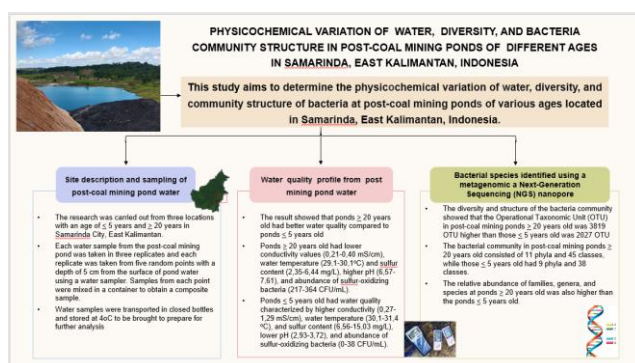 PHYSICOCHEMICAL VARIATION OF WATER, DIVERSITY, AND BACTERIA
COMMUNITY STRUCTURE IN POST-COAL MINING PONDS OF DIFFERENT AGES
IN SAMARINDA, EAST KALIMANTAN, INDONESIA
This study aims to determine the physicochemical variation of water, diversity, and
community structure of bacteria at post-coal mining ponds of various ages located
in Samarinda, East Kalimantan, Indonesia.
Site description and sampling of
post-coal mining pond water
• The research was carried out from three locations
with an age of ≤ 5 years and ≥ 20 years in
Samarinda City, East Kalimantan.
• Each water sample from the post-coal mining
pond was taken in three replicates and each
replicate was taken from five random points with a
depth of 5 cm from the surface of pond water
using a water sampler. Samples from each point
were mixed in a container to obtain a composite
sample.
• Water samples were transported in closed bottles
and stored at 4oC to be brought to prepare for
further analysis
Water quality profile from post
mining pond water
• The result showed that ponds ≥ 20 years
old had better water quality compared to
ponds ≤ 5 years old
• Ponds ≥ 20 years old had lower
conductivity values (0,21-0,40 mS/cm),
water temperature (29,1-30,1ºC) and sulfur
content (2,35-6,44 mg/L), higher pH (6,57-
7,61), and abundance of sulfur-oxidizing
bacteria (217-364 CFU/mL).
• Ponds ≤ 5 years old had water quality
characterized by higher conductivity (0,27-
1,29 mS/cm), water temperature (30,1-31,4
ºC), and sulfur content (6,56-15,03 mg/L),
lower pH (2,93-3,72), and abundance of
sulfur-oxidizing bacteria (0-38 CFU/mL).
Bacterial species identified using a
metagenomic a Next-Generation
Sequencing (NGS) nanopore
• The diversity and structure of the bacteria community
showed that the Operational Taxonomic Unit (OTU)
in post-coal mining ponds ≥ 20 years old was 3819
OTU higher than those ≤ 5 years old was 2027 OTU
• The bacterial community in post-coal mining ponds ≥
20 years old consisted of 11 phyla and 45 classes,
while those ≤ 5 years old had 9 phyla and 38
classes.
• The relative abundance of families, genera, and
species at ponds ≥ 20 years old was also higher than
the ponds ≤ 5 years old.